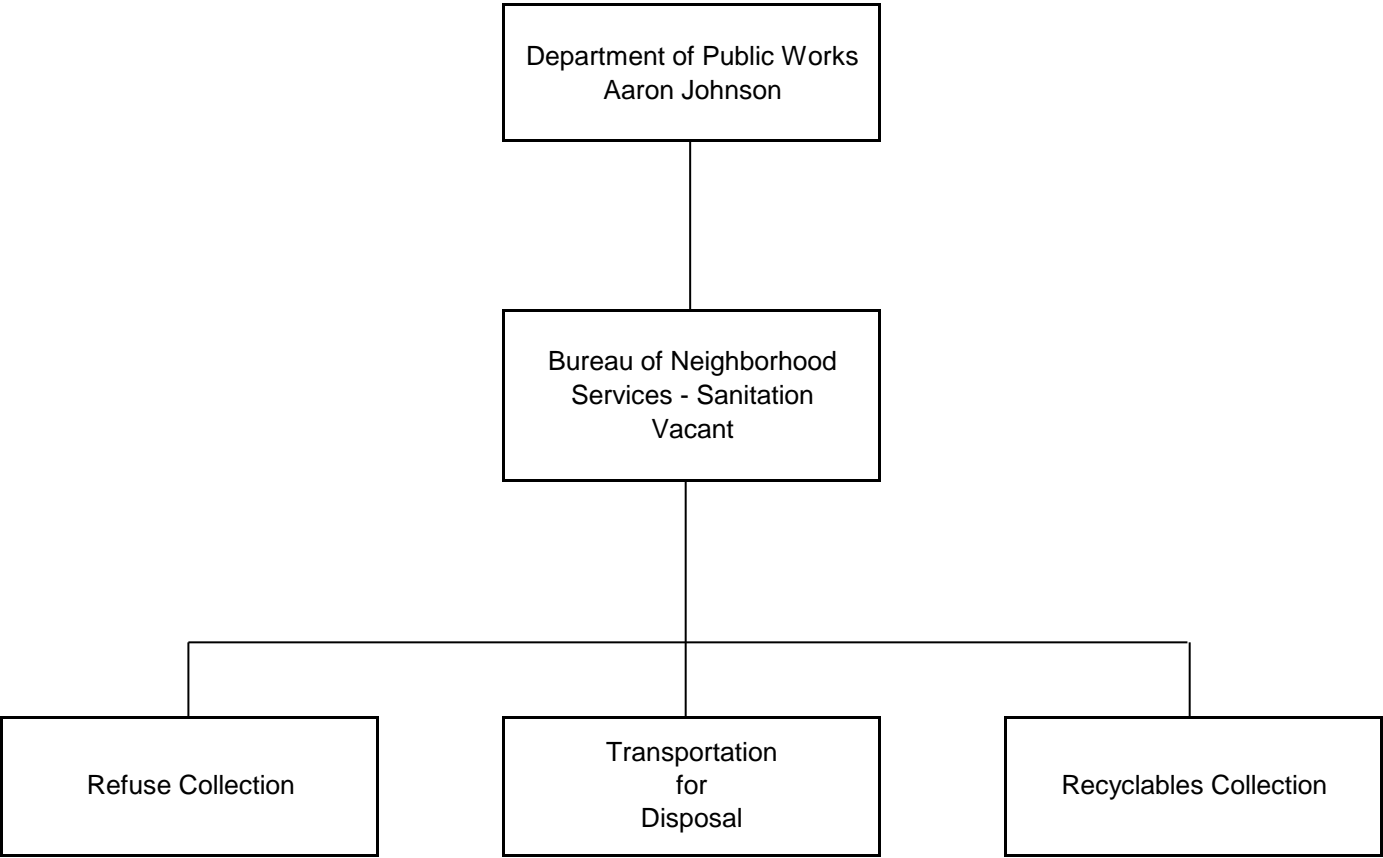 Department of Public Works
Aaron Johnson
Bureau of Neighborhood
Services - Sanitation
Vacant
Refuse Collection
Transportation
for
Disposal
Recyclables Collection